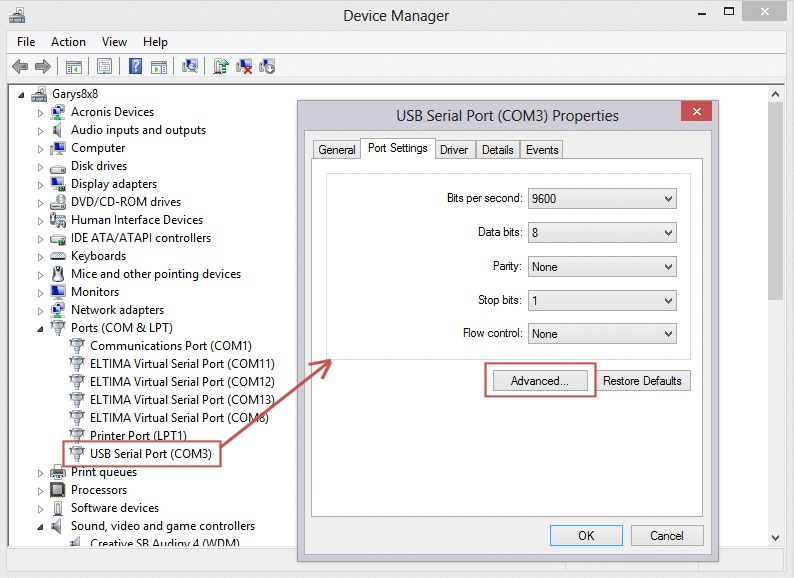 Device Manager
File Action View Help
Garys8x8
Acronis Devices
Audio inputs and outputs
Computer
Disk drives
Display adapters
DVD/CD-ROM drives
Human Interface Devices
IDE ATA/ATAPI controllers
Keyboards
Mice and other pointing devices
Monitors
Network adapters
Ports (COM & LPT)
Communications Port (COM1)
ELTIMA Virtual Serial Port (COM11)
ELTIMA Virtual Serial Port (COM12)
ELTIMA Virtual Serial Port (COM13)
ELTIMA Virtual Serial Port (COM8)
Printer Port (LPT1)
USB Serial Port (COM3)
Print queues
Processors
Software devices
Sound, video and game controllers
Creative SB Audigy 4 (WDM)
USB Serial Port (COM3) Properties
General Port Settings Driver Details Events
Bits per second: 9600
Data bits: 8
Parity: None
Stop bits: 1
Flow control: None
Advanced... Restore Defaults
OK Cancel